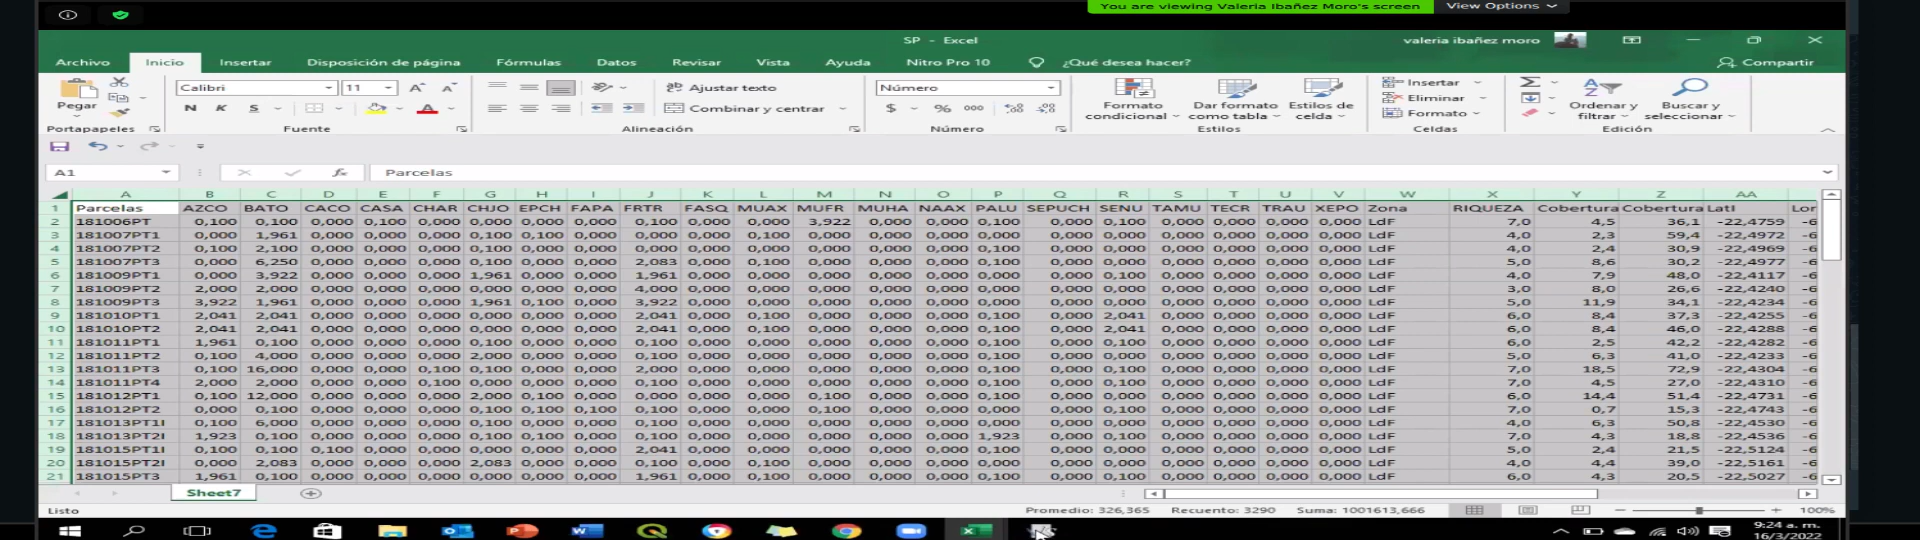 You are viewing Valeria Ibañez Moro's screen View Options
SP - Excel
valeria ibañez moro
Archivo Inicio Insertar Disposición de página Fórmulas Datos Revisar Vista Ayuda Nitro Pro 10 ¿Qué desea hacer? Compartir
Pegar
Calibri 11
N K S
Ajustar texto
Combinar y centrar
Número
$ % 000
Formato condicional
Dar formato como tabla
Estilos de celda
Insertar
Eliminar
Formato
Ordenar y filtrar
Buscar y seleccionar
Portapapeles Fuente Alineación Número Estilos Celdas Edición
A1 fx Parcelas
A B C D E F G H I J K L M N O P Q R S T U V W X Y Z AA
1 Parcelas AZCO BATO CACO CASA CHAR CHJO EPCH FAPA FRTR FASQ MUAX MUFR MUHA NAAX PALU SEPUCH SENU TAMU TECR TRAU XEPO Zona RIQUEZA Cobertura Cobertura Lati Lor
2 181006PT 0,100 0,100 0,000 0,100 0,000 0,000 0,000 0,000 0,100 0,000 0,000 3,922 0,000 0,000 0,100 0,000 0,100 0,000 0,000 0,000 0,000 LdF 7,0 4,5 36,1 -22,4759 -6
3 181007PT1 0,000 1,961 0,000 0,000 0,000 0,100 0,100 0,000 0,000 0,000 0,100 0,000 0,000 0,000 0,000 0,000 0,000 0,000 0,000 0,000 0,000 LdF 4,0 2,3 59,4 -22,4972 -6
4 181007PT2 0,100 2,100 0,000 0,000 0,000 0,000 0,100 0,000 0,000 0,000 0,000 0,000 0,000 0,000 0,100 0,000 0,000 0,000 0,000 0,000 0,000 LdF 4,0 2,4 30,9 -22,4969 -6
5 181007PT3 0,000 6,250 0,000 0,000 0,000 0,100 0,000 0,000 2,083 0,000 0,100 0,000 0,000 0,000 0,100 0,000 0,000 0,000 0,000 0,000 0,000 LdF 5,0 8,6 30,2 -22,4977 -6
6 181009PT1 0,000 3,922 0,000 0,000 0,000 1,961 0,000 0,000 1,961 0,000 0,000 0,000 0,000 0,000 0,000 0,000 0,100 0,000 0,000 0,000 0,000 LdF 4,0 7,9 48,0 -22,4117 -6
7 181009PT2 2,000 2,000 0,000 0,000 0,000 0,000 0,000 0,000 4,000 0,000 0,000 0,000 0,000 0,000 0,000 0,000 0,000 0,000 0,000 0,000 0,000 LdF 3,0 8,0 26,6 -22,4240 -6
8 181009PT3 3,922 1,961 0,000 0,000 0,000 1,961 0,100 0,000 3,922 0,000 0,000 0,000 0,000 0,000 0,000 0,000 0,000 0,000 0,000 0,000 0,000 LdF 5,0 11,9 34,1 -22,4234 -6
9 181010PT1 2,041 2,041 0,000 0,000 0,000 0,000 0,000 0,000 2,041 0,000 0,100 0,000 0,000 0,000 0,100 0,000 2,041 0,000 0,000 0,000 0,000 LdF 6,0 8,4 37,3 -22,4255 -6
10 181010PT2 2,041 2,041 0,000 0,000 0,000 0,000 0,000 0,000 2,041 0,000 0,100 0,000 0,000 0,000 0,100 0,000 2,041 0,000 0,000 0,000 0,000 LdF 6,0 8,4 46,0 -22,4288 -6
11 181011PT1 1,961 0,100 0,000 0,000 0,000 0,000 0,100 0,000 0,100 0,000 0,000 0,000 0,000 0,000 0,100 0,000 0,100 0,000 0,000 0,000 0,000 LdF 6,0 2,5 42,2 -22,4282 -6
12 181011PT2 0,100 4,000 0,000 0,000 0,000 2,000 0,000 0,000 0,100 0,000 0,000 0,000 0,000 0,000 0,000 0,000 0,100 0,000 0,000 0,000 0,000 LdF 5,0 6,3 41,0 -22,4233 -6
13 181011PT3 0,100 16,000 0,000 0,000 0,100 0,100 0,000 0,000 2,000 0,000 0,000 0,000 0,000 0,000 0,100 0,000 0,100 0,000 0,000 0,000 0,000 LdF 7,0 18,5 72,9 -22,4304 -6
14 181011PT4 2,000 2,000 0,000 0,000 0,100 0,000 0,000 0,000 0,100 0,000 0,000 0,100 0,000 0,000 0,100 0,000 0,100 0,000 0,000 0,000 0,000 LdF 7,0 4,5 27,0 -22,4310 -6
15 181012PT1 0,100 12,000 0,000 0,000 0,000 2,000 0,100 0,000 0,100 0,000 0,000 0,100 0,000 0,000 0,000 0,000 0,000 0,000 0,000 0,000 0,000 LdF 6,0 14,4 51,4 -22,4731 -6
16 181012PT2 0,000 0,100 0,000 0,000 0,000 0,100 0,100 0,100 0,100 0,000 0,100 0,000 0,000 0,000 0,000 0,000 0,100 0,000 0,000 0,000 0,000 LdF 7,0 0,7 15,3 -22,4743 -6
17 181013PT1I 0,100 6,000 0,000 0,000 0,000 0,100 0,000 0,000 0,100 0,000 0,000 0,000 0,000 0,000 0,000 0,000 0,000 0,000 0,000 0,000 0,000 LdF 4,0 6,3 50,8 -22,4530 -6
18 181013PT2I 1,923 0,100 0,000 0,000 0,000 0,100 0,100 0,000 0,100 0,000 0,000 0,000 0,000 0,000 1,923 0,000 0,100 0,000 0,000 0,000 0,000 LdF 7,0 4,3 18,8 -22,4536 -6
19 181015PT1I 0,100 0,100 0,100 0,000 0,000 0,000 0,000 0,000 2,041 0,000 0,000 0,000 0,000 0,000 0,000 0,000 0,100 0,000 0,000 0,000 0,000 LdF 5,0 2,4 21,5 -22,5124 -6
20 181015PT2I 0,000 2,083 0,000 0,000 0,000 2,083 0,000 0,000 0,100 0,000 0,100 0,000 0,000 0,000 0,000 0,000 0,000 0,000 0,000 0,000 0,000 LdF 4,0 4,4 39,0 -22,5161 -6
21 181015PT3 1,961 0,100 0,000 0,000 0,000 0,100 0,000 0,000 1,961 0,000 0,100 0,000 0,000 0,000 0,000 0,000 0,100 0,000 0,000 0,000 0,000 LdF 6,0 4,3 20,5 -22,5027 -6
Sheet7
Listo Promedio: 326,365 Recuento: 3290 Suma: 1001613,666 100%
9:24 a. m.
16/3/2022